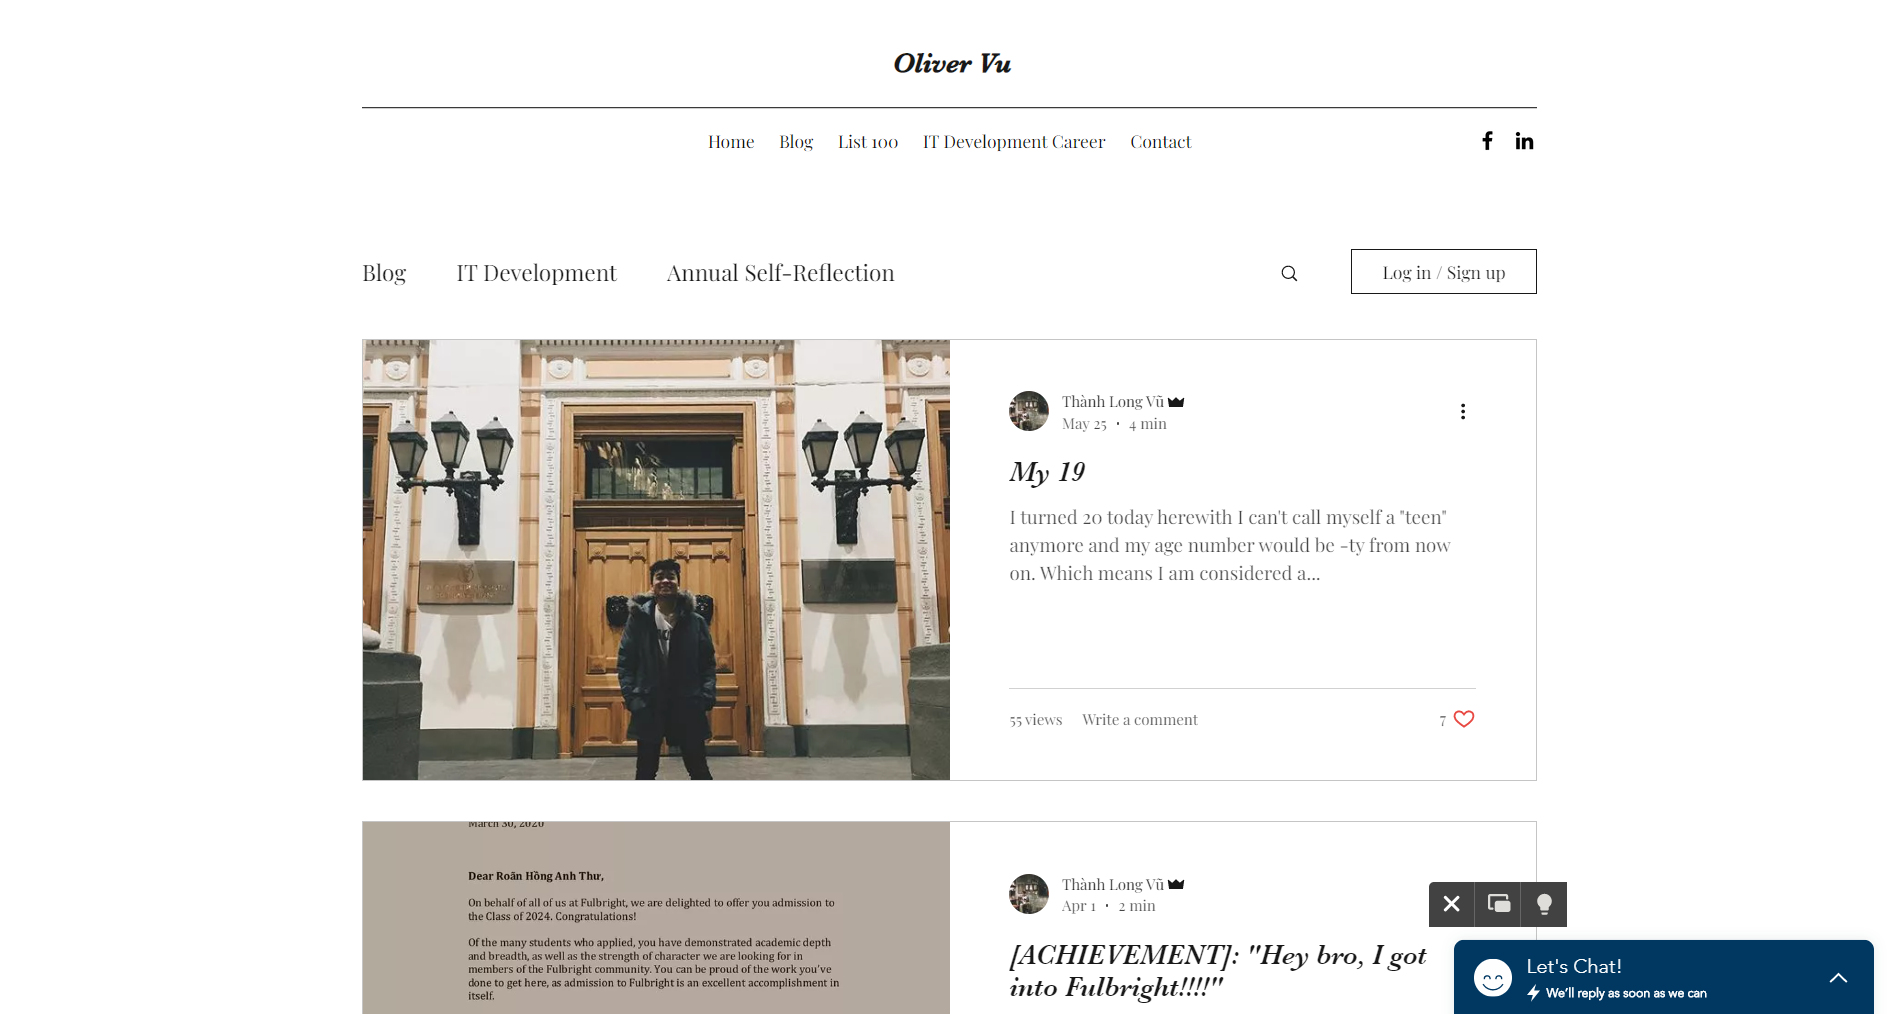 Oliver Vu
Home Blog List 100 IT Development Career Contact
Blog IT Development Annual Self-Reflection Log in / Sign up
Thành Long Vũ
May 25 · 4 min
My 19
I turned 20 today herewith I can't call myself a "teen"
anymore and my age number would be -ty from now
on. Which means I am considered a...
55 views Write a comment 7
March 30, 2020
Dear Roãn Hồng Anh Thư,
On behalf of all of us at Fulbright, we are delighted to offer you admission to
the Class of 2024. Congratulations!
Of the many students who applied, you have demonstrated academic depth
and breadth, as well as the strength of character we are looking for in
members of the Fulbright community. You can be proud of the work you've
done to get here, as admission to Fulbright is an excellent accomplishment in
itself.
Thành Long Vũ
Apr 1 · 2 min
[ACHIEVEMENT]: "Hey bro, I got
into Fulbright!!!!"
Let's Chat!
We'll reply as soon as we can